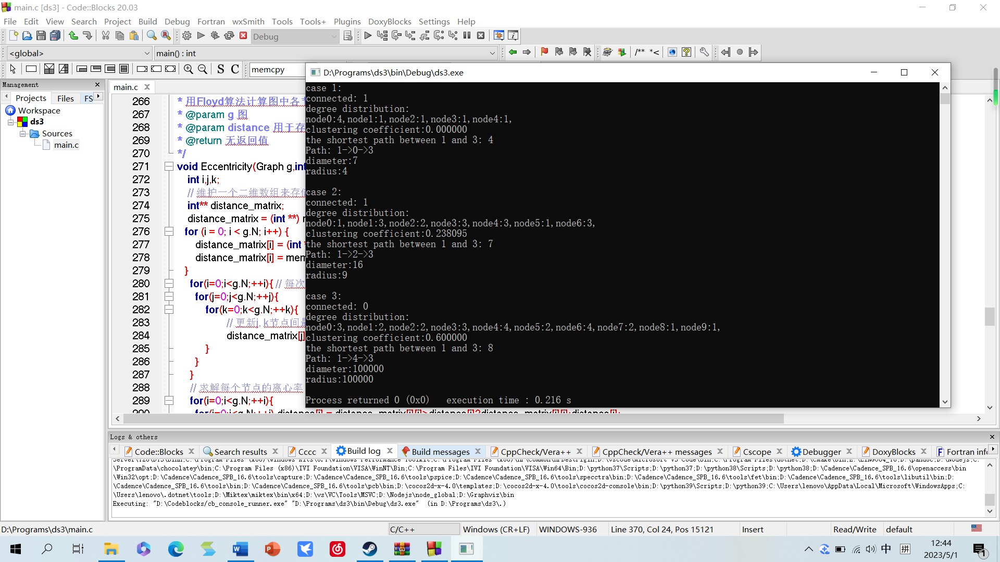 main.c [ds3] - Code::Blocks 20.03
File Edit View Search Project Build Debug Fortran wxSmith Tools Tools+ Plugins DoxyBlocks Settings Help
Debug
<global> main() : int /** *<
S C memcpy
D:\Programs\ds3\bin\Debug\ds3.exe
Management
Projects Files FS
Workspace
ds3
Sources
main.c
main.c
266 * 用Floyd算法计算图中各
267 * @param g 图
268 * @param distance 用于存
269 * @return 无返回值
270 */
271 void Eccentricity(Graph g,int
272 int i,j,k;
273 // 维护一个二维数组来存
274 int** distance_matrix;
275 distance_matrix = (int **)
276 for (i = 0; i < g.N; i++) {
277 distance_matrix[i] = (int
278 distance_matrix[i] = mem
279 }
280 for(i=0;i<g.N;++i){ // 每次
281 for(j=0;j<g.N;++j){
282 for(k=0;k<g.N;++k){
283 // 更新j, k节点间
284 distance_matrix[j]
285 }
286 }
287 }
288 // 求解每个节点的离心率
289 for(i=0;i<g.N;++i){
case 1:
connected: 1
degree distribution:
node0:4,node1:1,node2:1,node3:1,node4:1,
clustering coefficient:0.000000
the shortest path between 1 and 3: 4
Path: 1->0->3
diameter:7
radius:4
case 2:
connected: 1
degree distribution:
node0:1,node1:3,node2:2,node3:3,node4:3,node5:1,node6:3,
clustering coefficient:0.238095
the shortest path between 1 and 3: 7
Path: 1->2->3
diameter:16
radius:9
case 3:
connected: 0
degree distribution:
node0:3,node1:2,node2:2,node3:3,node4:4,node5:2,node6:4,node7:2,node8:1,node9:1,
clustering coefficient:0.600000
the shortest path between 1 and 3: 8
Path: 1->4->3
diameter:100000
radius:100000
Process returned 0 (0x0) execution time : 0.216 s
Logs & others
Code::Blocks Search results Cccc Build log Build messages CppCheck/Vera++ CppCheck/Vera++ messages Cscope Debugger DoxyBlocks Fortran info
\ProgramData\chocolatey\bin;C:\Program Files (x86)\IVI Foundation\VISA\WinNT\Bin;C:\Program Files\IVI Foundation\VISA\Win64\Bin;D:\python37\Scripts;D:\python37;D:\python38\Scripts;D:\python38;D:\Cadence\Cadence_SPB_16.6\openaccess\bin
\Win32\opt;D:\Cadence\Cadence_SPB_16.6\tools\capture;D:\Cadence\Cadence_SPB_16.6\tools\pspice;D:\Cadence\Cadence_SPB_16.6\tools\specctra\bin;D:\Cadence\Cadence_SPB_16.6\tools\fet\bin;D:\Cadence\Cadence_SPB_16.6\tools\libutil\bin;D:
\Cadence\Cadence_SPB_16.6\tools\bin;D:\Cadence\Cadence_SPB_16.6\tools\pcb\bin;D:\cocos2d-x-4.0\templates;D:\cocos2d-x-4.0\tools\cocos2d-console\bin;D:\python39\Scripts;D:\python39;C:\Users\lenovo\AppData\Local\Microsoft\WindowsApps;C:
\Users\lenovo\.dotnet\tools;D:\Miktex\miktex\bin\x64;D:\vs\VC\Tools\MSVC;D:\Nodejs\node_global;D:\Graphviz\bin
Executing: "D:\Codeblocks/cb_console_runner.exe" "D:\Programs\ds3\bin\Debug\ds3.exe" (in D:\Programs\ds3\.)
D:\Programs\ds3\main.c C/C++ Windows (CR+LF) WINDOWS-936 Line 370, Col 24, Pos 15121 Insert Read/Write default
中 拼 12:44
2023/5/1
1